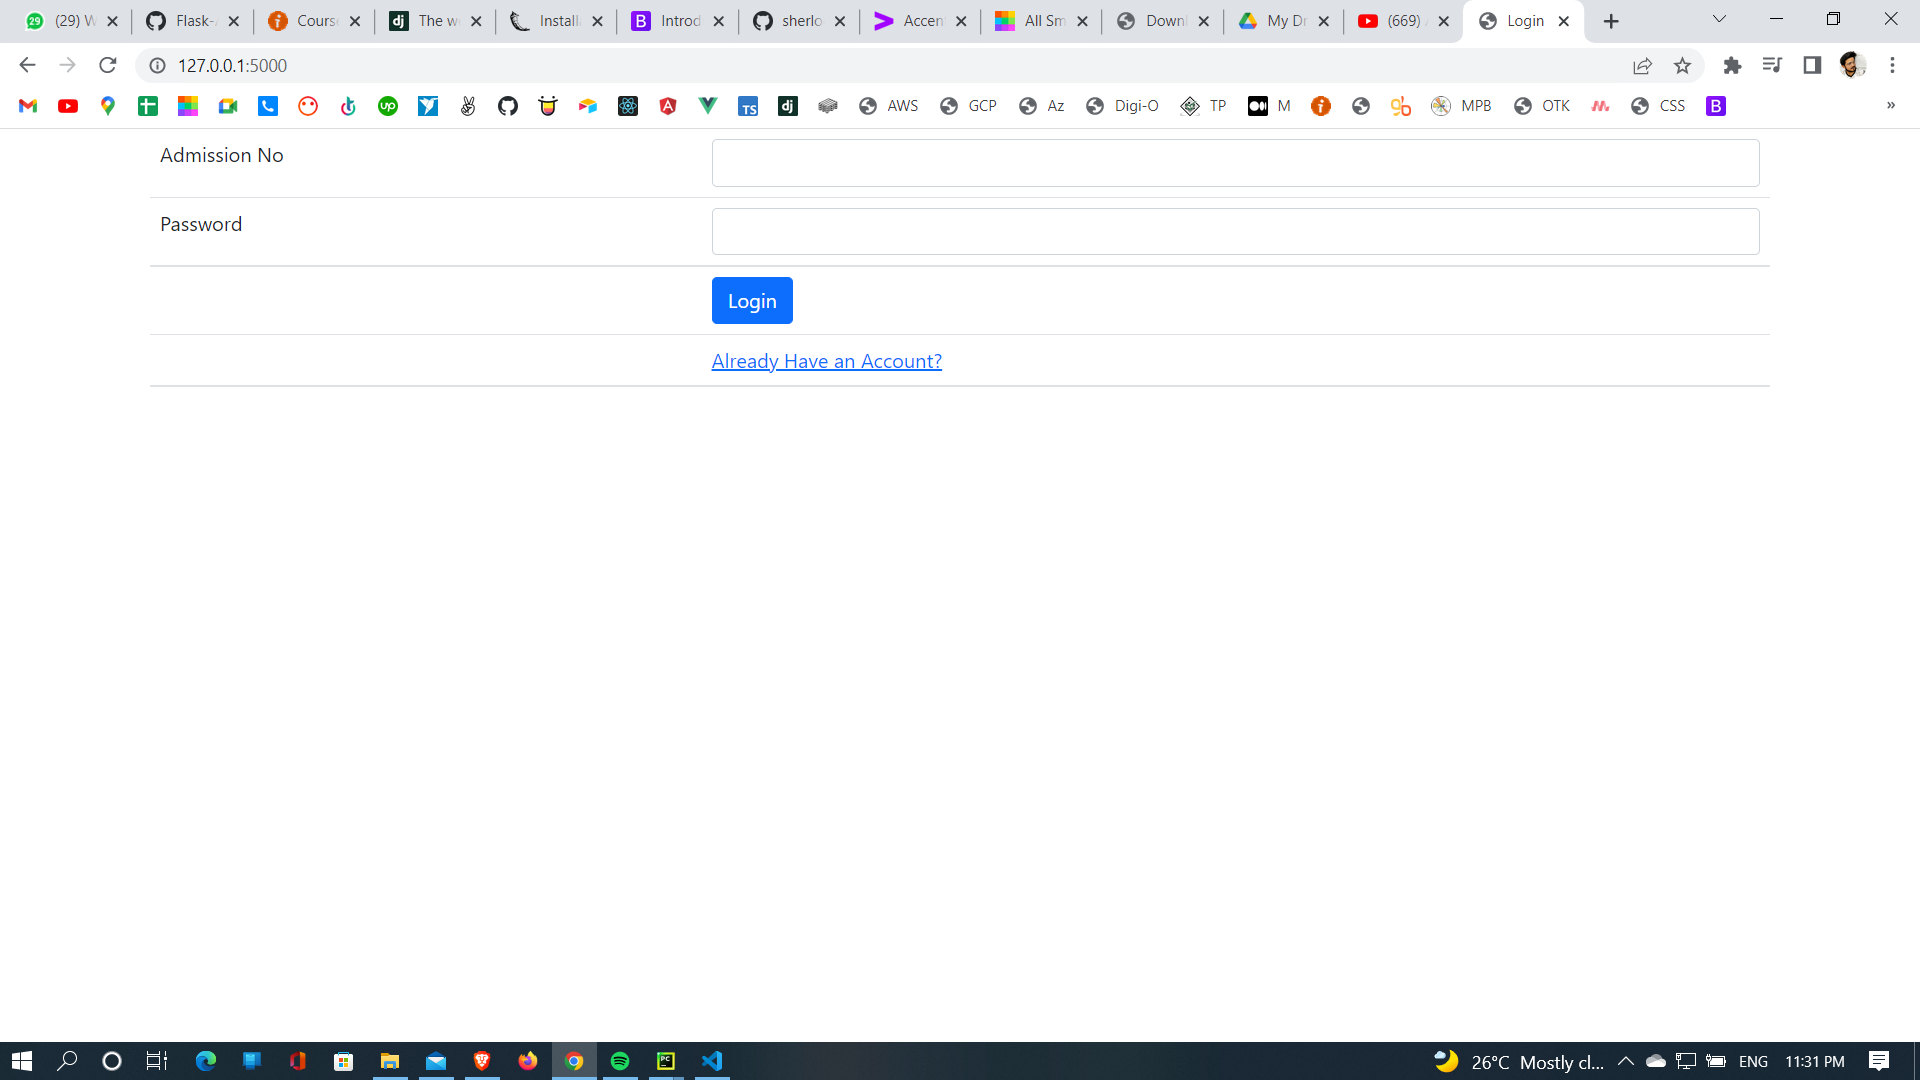 (29) W
Flask-
Course
The w
Install
Introd
sherlo
Accen
All Sm
Down
My Dr
(669)
Login
127.0.0.1:5000
AWS
GCP
Az
Digi-O
TP
M
MPB
OTK
CSS
Admission No
Password
Login
Already Have an Account?
26°C Mostly cl...
ENG
11:31 PM